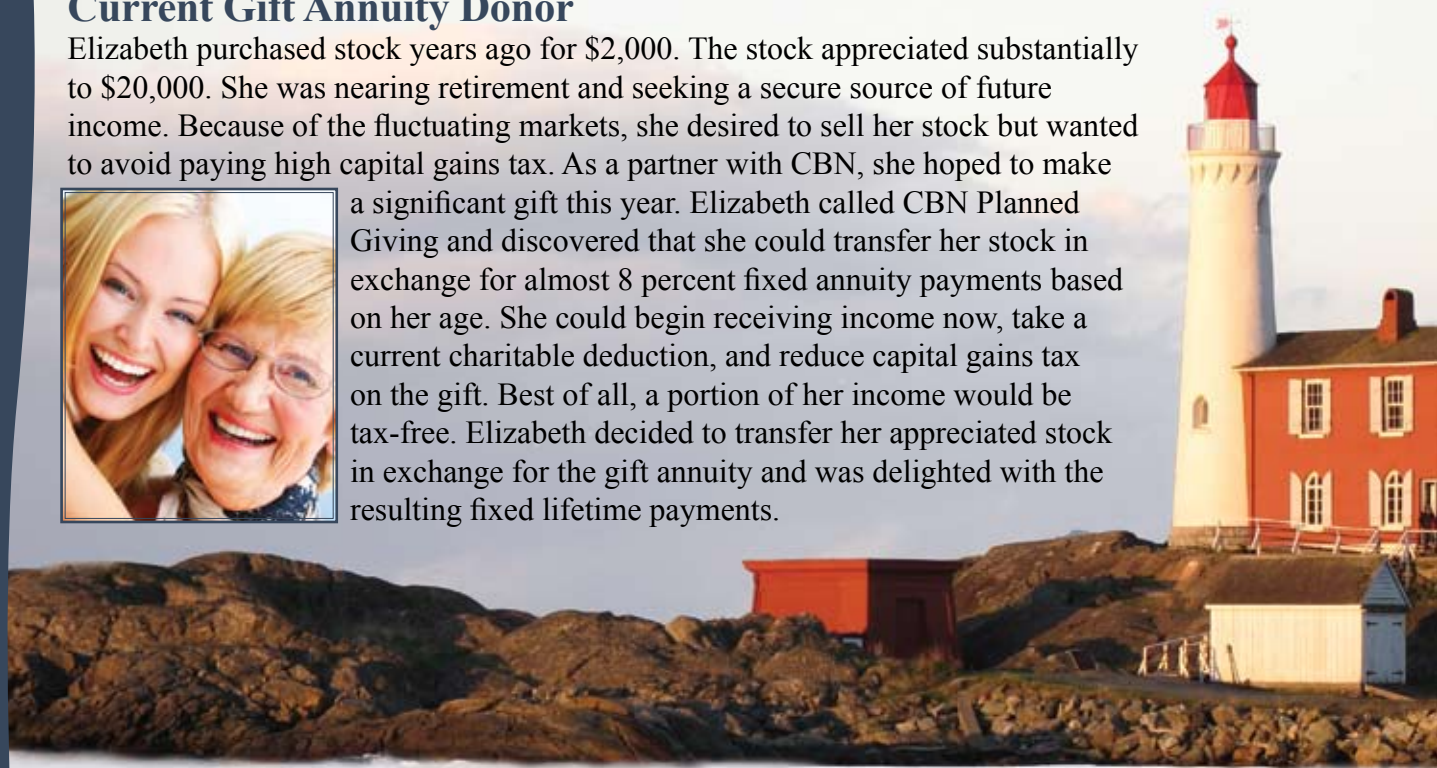 Current Gift Annuity Donor
Elizabeth purchased stock years ago for $2,000. The stock appreciated substantially
to $20,000. She was nearing retirement and seeking a secure source of future
income. Because of the fluctuating markets, she desired to sell her stock but wanted
to avoid paying high capital gains tax. As a partner with CBN, she hoped to make
a significant gift this year. Elizabeth called CBN Planned
Giving and discovered that she could transfer her stock in
exchange for almost 8 percent fixed annuity payments based
on her age. She could begin receiving income now, take a
current charitable deduction, and reduce capital gains tax
on the gift. Best of all, a portion of her income would be
tax-free. Elizabeth decided to transfer her appreciated stock
in exchange for the gift annuity and was delighted with the
resulting fixed lifetime payments.